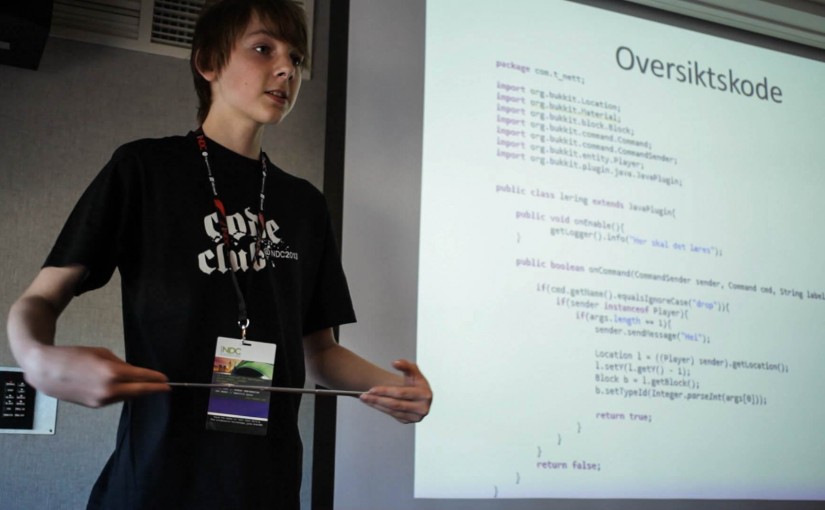 Oversiktskode
package com.t_nett;
import org.bukkit.Location;
import org.bukkit.Material;
import org.bukkit.block.Block;
import org.bukkit.command.Command;
import org.bukkit.command.CommandSender;
import org.bukkit.entity.Player;
import org.bukkit.plugin.java.JavaPlugin;
public class lering extends JavaPlugin{
public void onEnable(){
getLogger().info("Her skal det læres");
}
public boolean onCommand(CommandSender sender, Command cmd, String label
if(cmd.getName().equalsIgnoreCase("drop")){
if(sender instanceof Player){
if(args.length == 1){
sender.sendMessage("Hei");
Location l = ((Player) sender).getLocation();
l.setY(l.getY() - 1);
Block b = l.getBlock();
b.setTypeId(Integer.parseInt(args[0]));
return true;
}
}
}
return false;
}
}
code
club @NDC2013
NDC